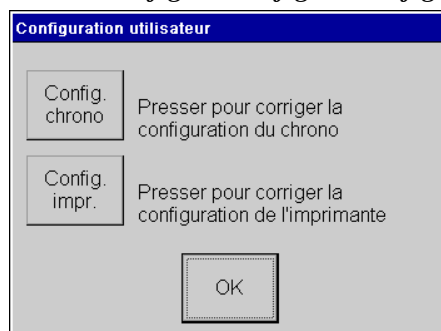 Configuration utilisateur
Config.
chrono
Presser pour corriger la
configuration du chrono
Config.
impr.
Presser pour corriger la
configuration de l'imprimante
OK